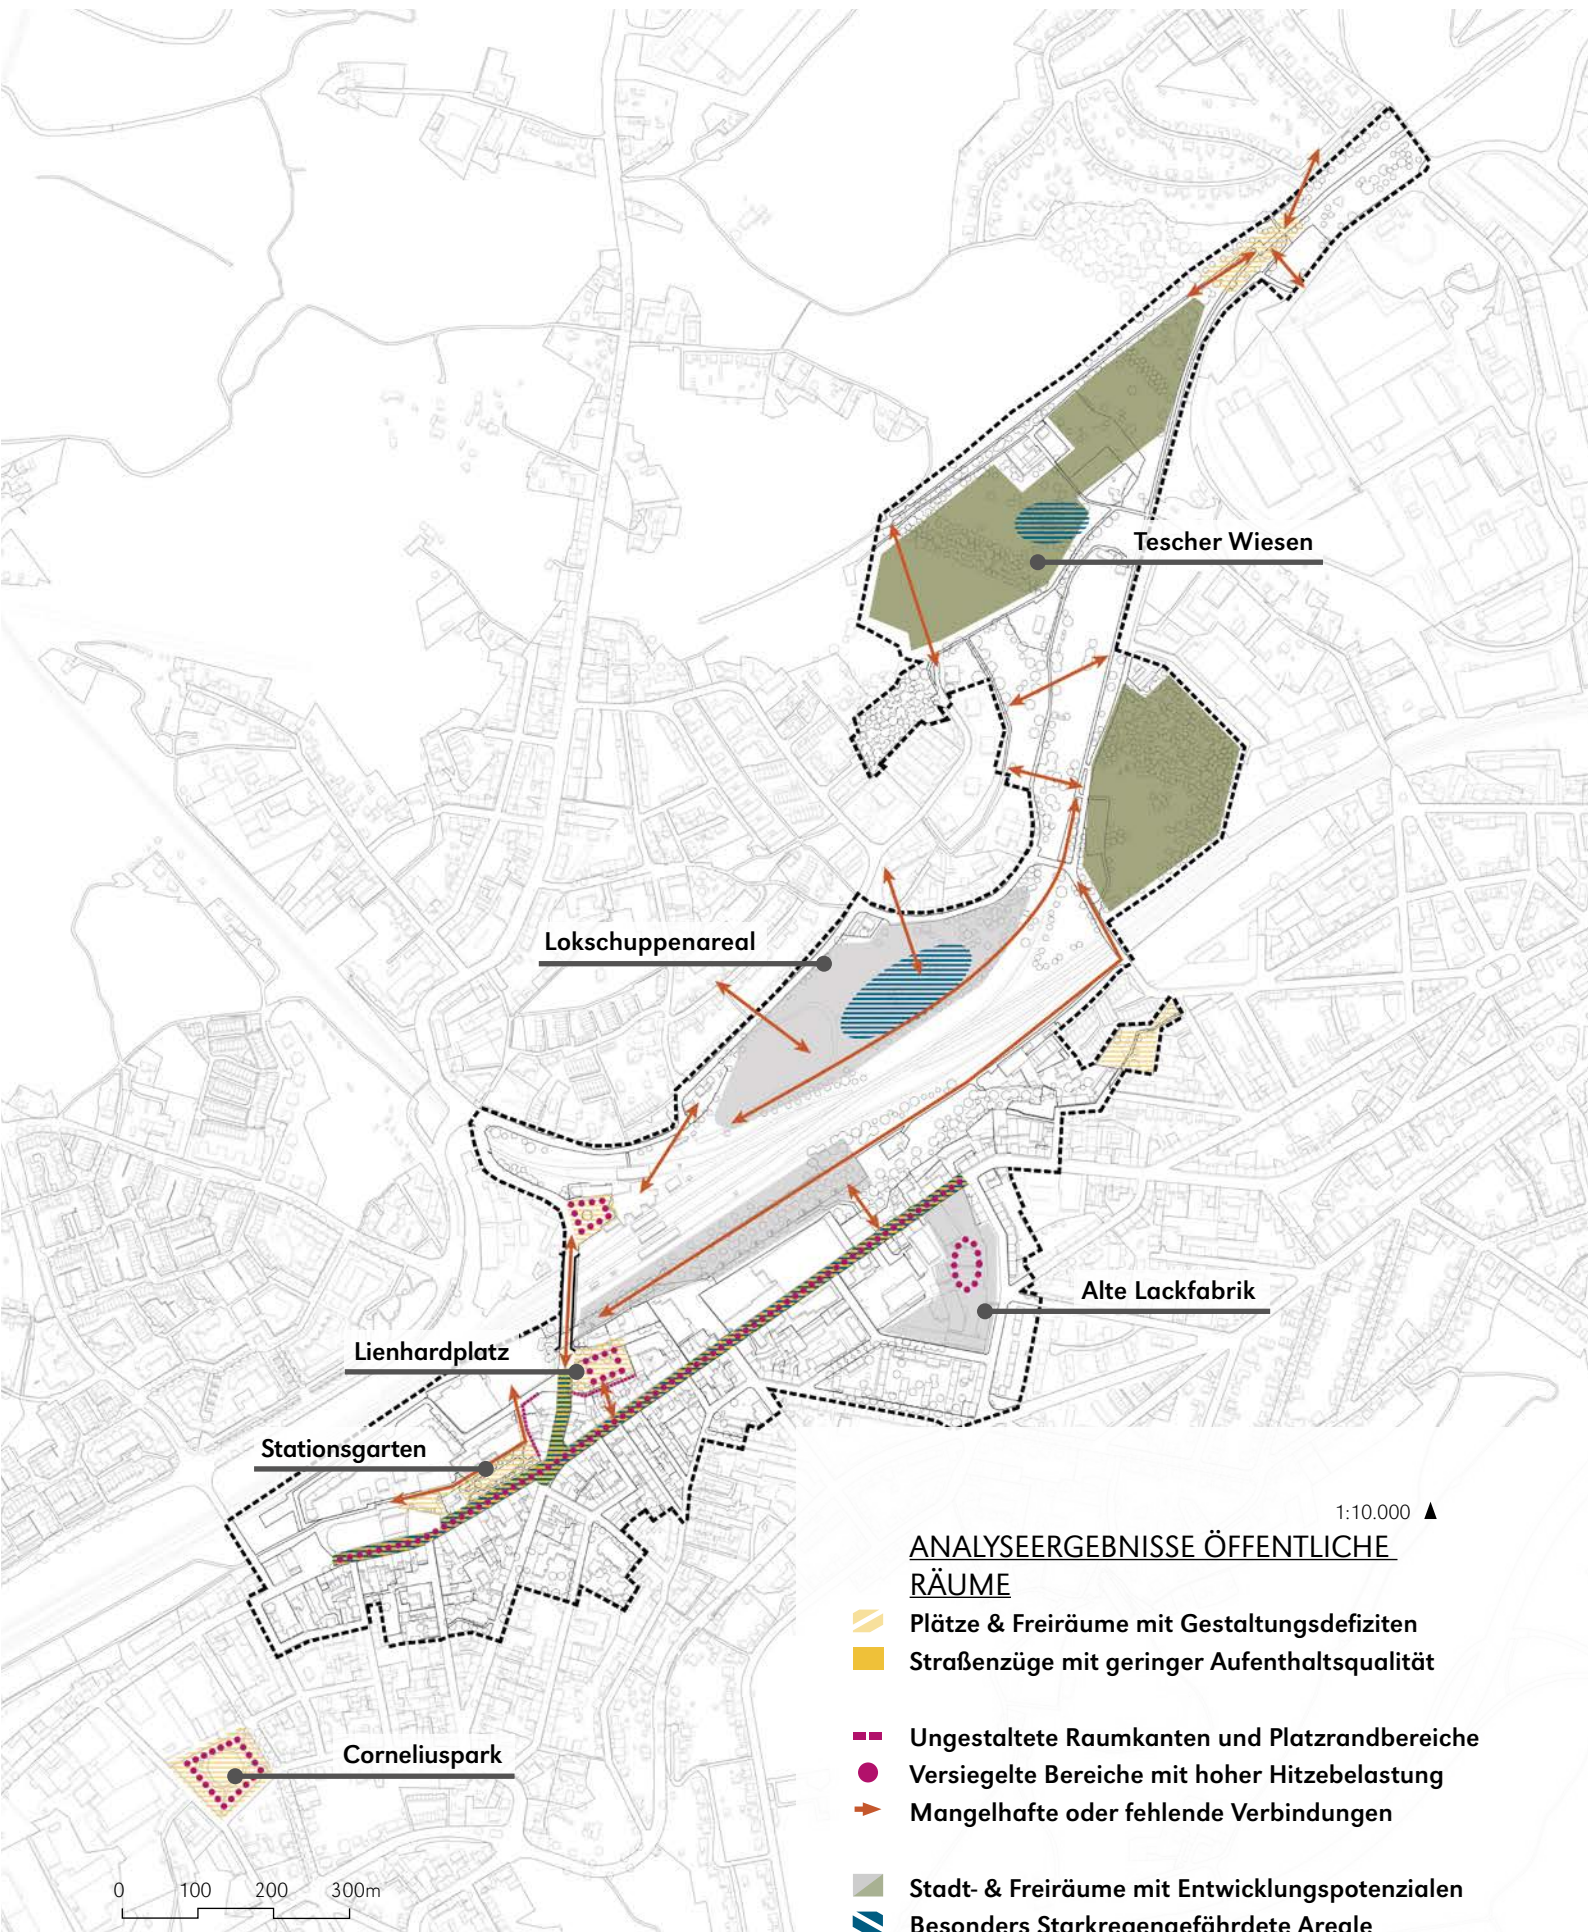 Tescher Wiesen
Lokschuppenareal
Alte Lackfabrik
Lienhardplatz
Stationsgarten
Corneliuspark
1:10.000
ANALYSEERGEBNISSE ÖFFENTLICHE
RÄUME
Plätze & Freiräume mit Gestaltungsdefiziten
Straßenzüge mit geringer Aufenthaltsqualität
Ungestaltete Raumkanten und Platzrandbereiche
Versiegelte Bereiche mit hoher Hitzebelastung
Mangelhafte oder fehlende Verbindungen
Stadt- & Freiräume mit Entwicklungspotenzialen
Besonders Starkregengefährdete Areale
0 100 200 300m